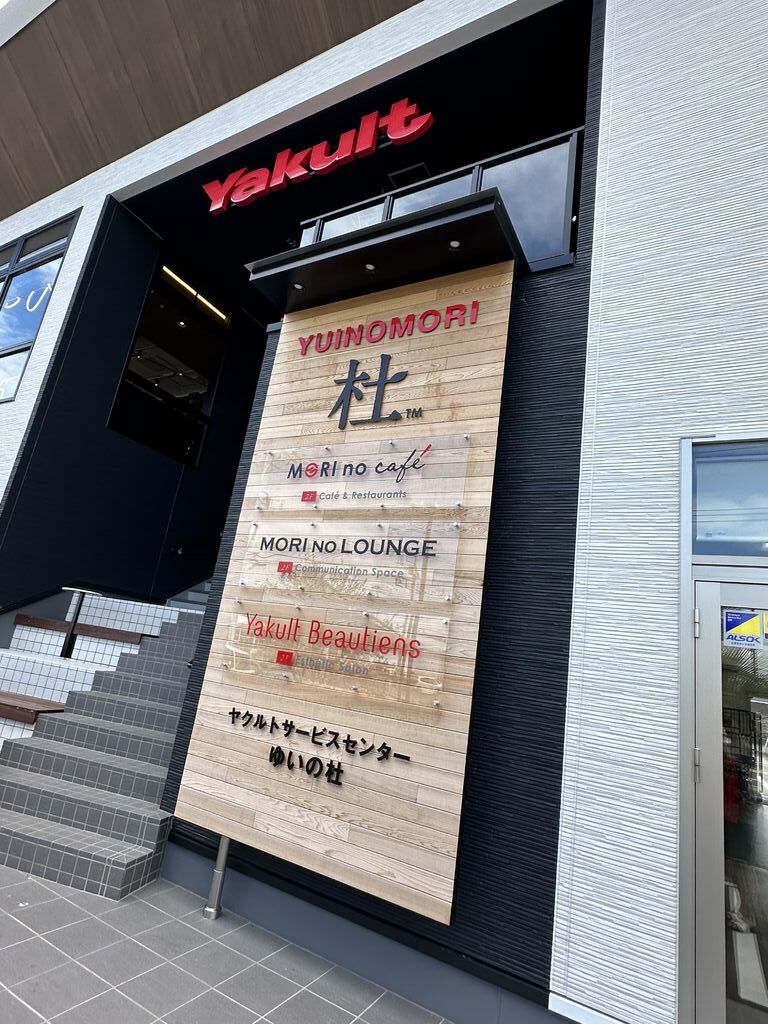 Yakult
YUINOMORI
杜™
MORI no café
2F Café & Restaurants
MORI NO LOUNGE
2F Communication Space
Yakult Beautiens
2F Esthetic Salon
ヤクルトサービスセンター
ゆいの杜
ALSOK